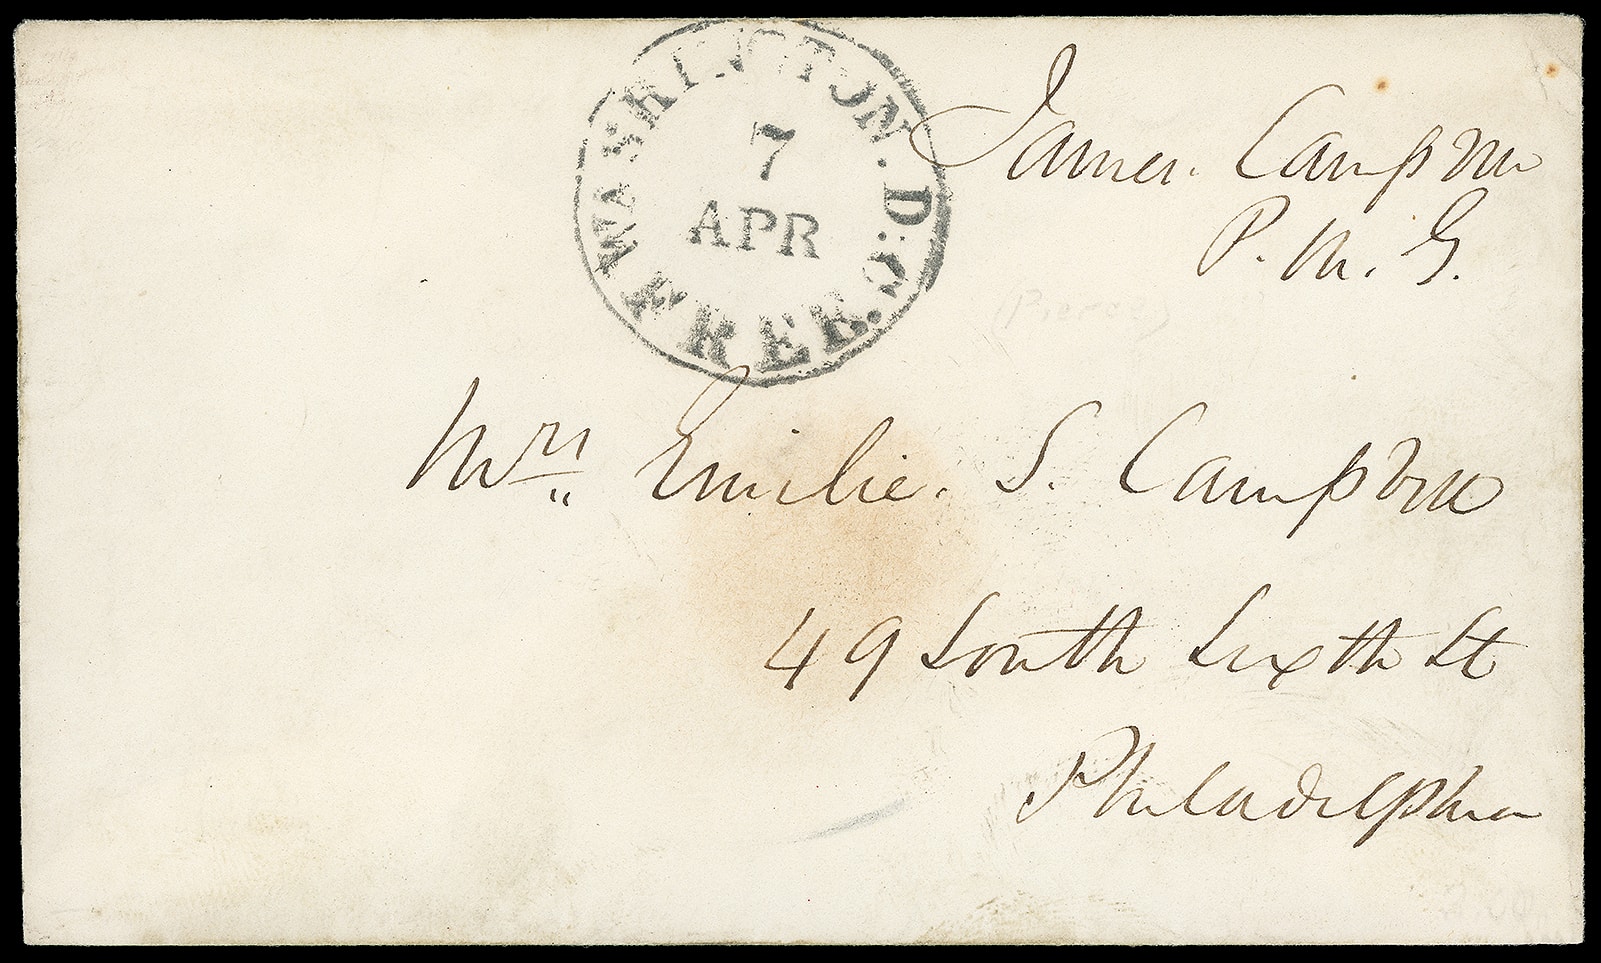 WASHINGTON. D.C.
7
APR
FREE.
James Campbell
P. M. G.
(Pierce)
Mrs Emilie. S. Campbell
49 South Sixth St
Philadelphia